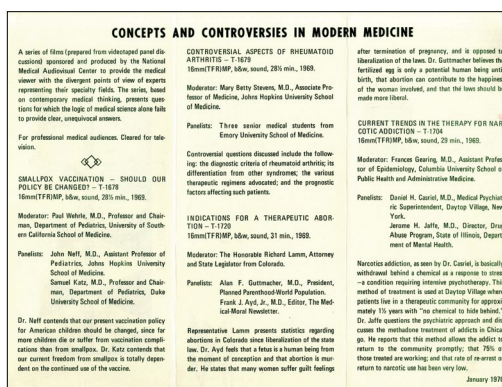 CONCEPTS AND CONTROVERSIES IN MODERN MEDICINE
A series of films (prepared from videotaped panel dis-
cussions) sponsored and produced by the National
Medical Audiovisual Center to provide the medical
viewer with the divergent points of view of experts
representing their specialty fields. The series, based
on contemporary medical thinking, presents ques-
tions for which the logic of medical science alone fails
to provide clear, unequivocal answers.
For professional medical audiences. Cleared for tele-
vision.
SMALLPOX VACCINATION – SHOULD OUR
POLICY BE CHANGED? – T-1678
16mm(TFR)MP, b&w, sound, 28½ min., 1969.
Moderator: Paul Wehrle, M.D., Professor and Chair-
man, Department of Pediatrics, University of South-
ern California School of Medicine.
Panelists: John Neff, M.D., Assistant Professor of
Pediatrics, Johns Hopkins University
School of Medicine.
Samuel Katz, M.D., Professor and Chair-
man, Department of Pediatrics, Duke
University School of Medicine.
Dr. Neff contends that our present vaccination policy
for American children should be changed, since far
more children die or suffer from vaccination compli-
cations than from smallpox. Dr. Katz contends that
our current freedom from smallpox is totally depen-
dent on the continued use of the vaccine.
CONTROVERSIAL ASPECTS OF RHEUMATOID
ARTHRITIS – T-1679
16mm(TFR)MP, b&w, sound, 28½ min., 1969.
Moderator: Mary Betty Stevens, M.D., Associate Pro-
fessor of Medicine, Johns Hopkins University School
of Medicine.
Panelists: Three senior medical students from
Emory University School of Medicine.
Controversial questions discussed include the follow-
ing: the diagnostic criteria of rheumatoid arthritis; its
differentiation from other syndromes; the various
therapeutic regimens advocated; and the prognostic
factors affecting such patients.
INDICATIONS FOR A THERAPEUTIC ABOR-
TION – T-1720
16mm(TFR)MP, b&w, sound, 31 min., 1969.
Moderator: The Honorable Richard Lamm, Attorney
and State Legislator from Colorado.
Panelists: Alan F. Guttmacher, M.D., President,
Planned Parenthood-World Population.
Frank J. Ayd, Jr., M.D., Editor, The Med-
ical-Moral Newsletter.
Representative Lamm presents statistics regarding
abortions in Colorado since liberalization of the state
law. Dr. Ayd feels that a fetus is a human being from
the moment of conception and that abortion is mur-
der. He states that many women suffer guilt feelings
after termination of pregnancy, and is opposed to
liberalization of the laws. Dr. Guttmacher believes tha
fertilized egg is only a potential human being unti
birth, that abortion can contribute to the happines
of the woman involved, and that the laws should be
made more liberal.
CURRENT TRENDS IN THE THERAPY FOR NAR
COTIC ADDICTION – T-1704
16mm(TFR)MP, b&w, sound, 29 min., 1969.
Moderator: Frances Gearing, M.D., Assistant Profes
sor of Epidemiology, Columbia University School o
Public Health and Administrative Medicine.
Panelists: Daniel H. Casriel, M.D., Medical Psychiat
ric Superintendent, Daytop Village, New
York.
Jerome H. Jaffe, M.D., Director, Drug
Abuse Program, State of Illinois, Depart
ment of Mental Health.
Narcotics addiction, as seen by Dr. Casriel, is basically
withdrawal behind a chemical as a response to stress
–a condition requiring intensive psychotherapy. This
method of treatment is used at Daytop Village where
patients live in a therapeutic community for approxi
mately 1½ years with "no chemical to hide behind."
Dr. Jaffe questions the psychiatric approach and dis
cusses the methadone treatment of addicts in Chica
go. He reports that this method allows the addict to
return to the community promptly; that 75% o
those treated are working; and that rate of re-arrest o
return to narcotic use has been very low.
January 1970